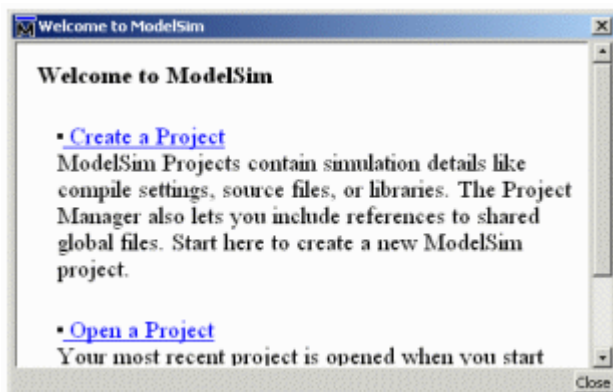 Welcome to ModelSim
Welcome to ModelSim
▪ Create a Project
ModelSim Projects contain simulation details like
compile settings, source files, or libraries. The Project
Manager also lets you include references to shared
global files. Start here to create a new ModelSim
project.
▪ Open a Project
Your most recent project is opened when you start
Close